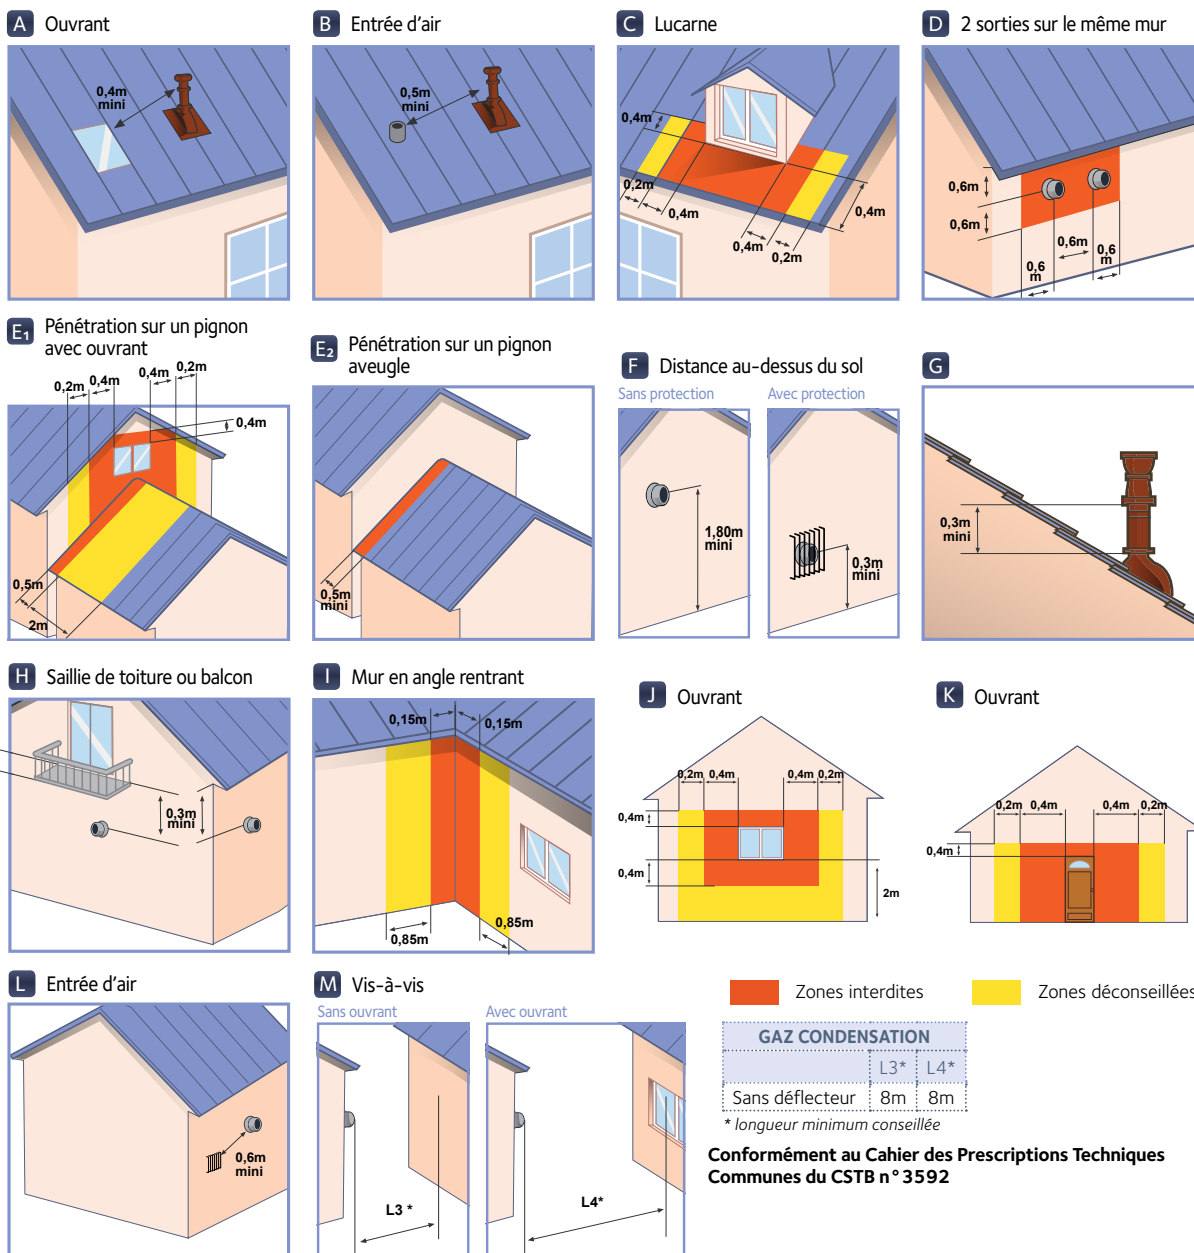 A Ouvrant
0,4m
mini
B Entrée d'air
0,5m
mini
C Lucarne
0,4m
0,2m
0,4m
0,4m
0,4m
0,2m
D 2 sorties sur le même mur
0,6m
0,6m
0,6m
0,6
m
0,6
m
E1 Pénétration sur un pignon
avec ouvrant
0,2m
0,4m
0,4m
0,2m
0,4m
0,5m
2m
E2 Pénétration sur un pignon
aveugle
0,5m
mini
F Distance au-dessus du sol
Sans protection
Avec protection
1,80m
mini
0,3m
mini
G
0,3m
mini
H Saillie de toiture ou balcon
0,3m
mini
I Mur en angle rentrant
0,15m
0,15m
0,85m
0,85m
J Ouvrant
0,2m
0,4m
0,4m
0,2m
0,4m
0,4m
2m
K Ouvrant
0,2m
0,4m
0,4m
0,2m
0,4m
L Entrée d'air
0,6m
mini
M Vis-à-vis
Sans ouvrant
Avec ouvrant
L3 *
L4*
Zones interdites
Zones déconseillées
GAZ CONDENSATION
L3* L4*
Sans déflecteur 8m 8m
* longueur minimum conseillée
Conformément au Cahier des Prescriptions Techniques
Communes du CSTB n° 3592